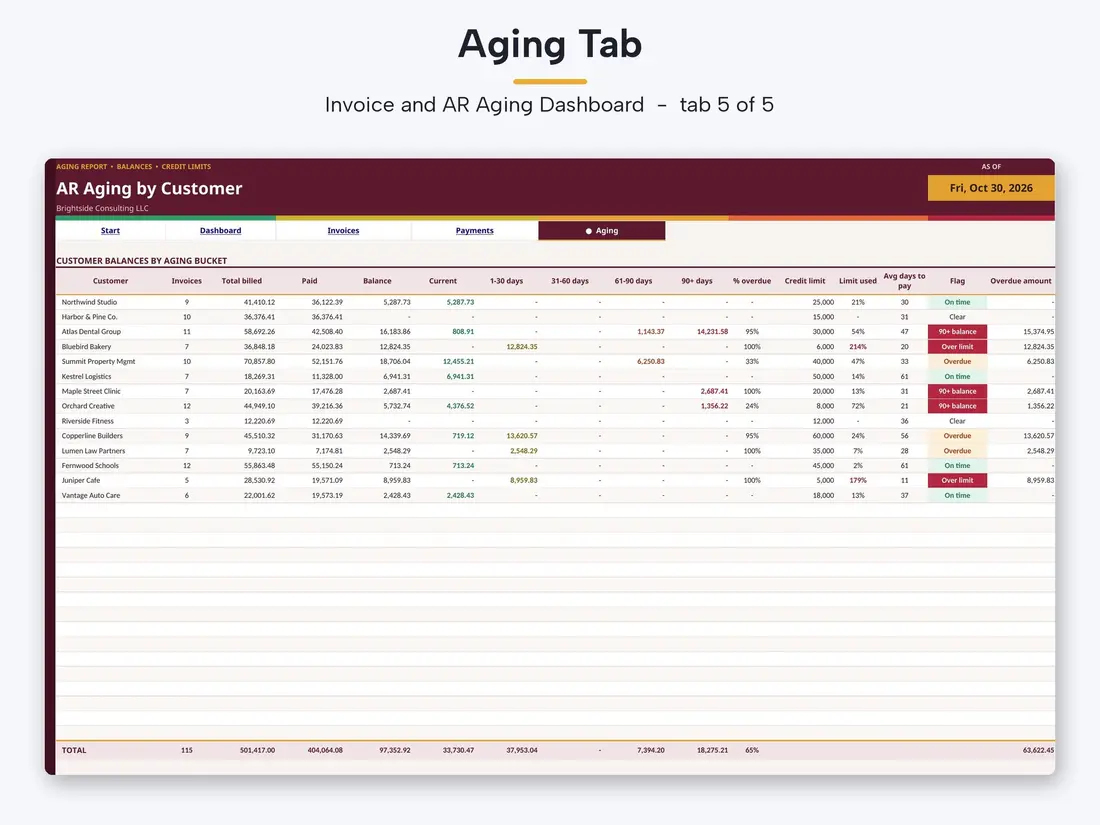 Aging Tab
Invoice and AR Aging Dashboard - tab 5 of 5
AGING REPORT • BALANCES • CREDIT LIMITS
AS OF
AR Aging by Customer
Fri, Oct 30, 2026
Brightside Consulting LLC
Start Dashboard Invoices Payments ● Aging
CUSTOMER BALANCES BY AGING BUCKET
Customer Invoices Total billed Paid Balance Current 1-30 days 31-60 days 61-90 days 90+ days % overdue Credit limit Limit used Avg days to pay Flag Overdue amount
Northwind Studio 9 41,410.12 36,122.39 5,287.73 5,287.73 - - - - - 25,000 21% 30 On time -
Harbor & Pine Co. 10 36,376.41 36,376.41 - - - - - - - 15,000 - 31 Clear -
Atlas Dental Group 11 58,692.26 42,508.40 16,183.86 808.91 - - 1,143.37 14,231.58 95% 30,000 54% 47 90+ balance 15,374.95
Bluebird Bakery 7 36,848.18 24,023.83 12,824.35 - 12,824.35 - - - 100% 6,000 214% 20 Over limit 12,824.35
Summit Property Mgmt 10 70,857.80 52,151.76 18,706.04 12,455.21 - - 6,250.83 - 33% 40,000 47% 33 Overdue 6,250.83
Kestrel Logistics 7 18,269.31 11,328.00 6,941.31 6,941.31 - - - - - 50,000 14% 61 On time -
Maple Street Clinic 7 20,163.69 17,476.28 2,687.41 - - - - 2,687.41 100% 20,000 13% 31 90+ balance 2,687.41
Orchard Creative 12 44,949.10 39,216.36 5,732.74 4,376.52 - - - 1,356.22 24% 8,000 72% 21 90+ balance 1,356.22
Riverside Fitness 3 12,220.69 12,220.69 - - - - - - - 12,000 - 36 Clear -
Copperline Builders 9 45,510.32 31,170.63 14,339.69 719.12 13,620.57 - - - 95% 60,000 24% 56 Overdue 13,620.57
Lumen Law Partners 7 9,723.10 7,174.81 2,548.29 - 2,548.29 - - - 100% 35,000 7% 28 Overdue 2,548.29
Fernwood Schools 12 55,863.48 55,150.24 713.24 713.24 - - - - - 45,000 2% 61 On time -
Juniper Cafe 5 28,530.92 19,571.09 8,959.83 - 8,959.83 - - - 100% 5,000 179% 11 Over limit 8,959.83
Vantage Auto Care 6 22,001.62 19,573.19 2,428.43 2,428.43 - - - - - 18,000 13% 37 On time -
TOTAL 115 501,417.00 404,064.08 97,352.92 33,730.47 37,953.04 - 7,394.20 18,275.21 65% 63,622.45